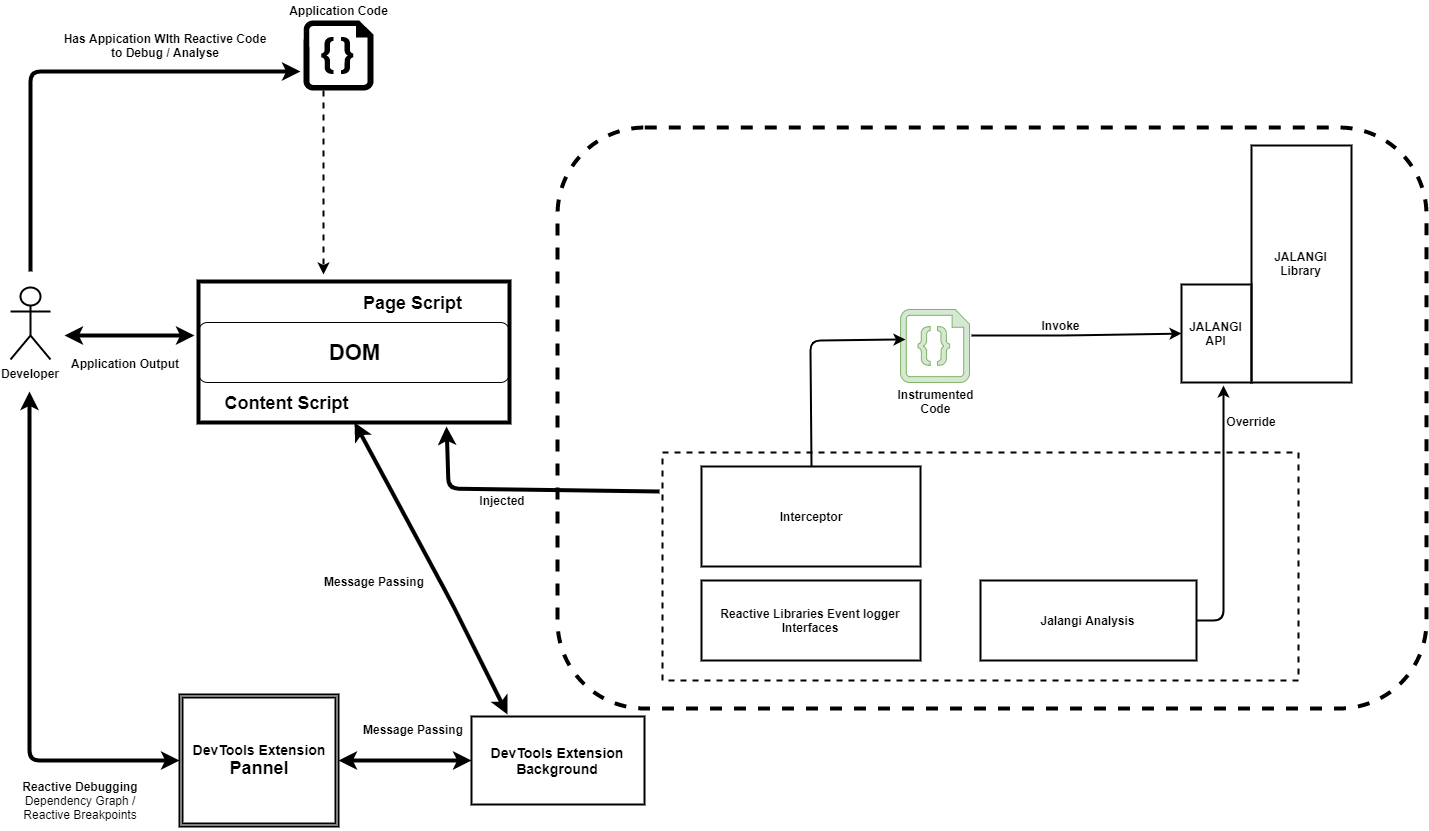 Application Code
Has Appication WIth Reactive Code
to Debug / Analyse
{}
Page Script
DOM
Content Script
Developer
Application Output
JALANGI
Library
JALANGI
API
Invoke
{}
Instrumented
Code
Override
Injected
Interceptor
Reactive Libraries Event logger
Interfaces
Jalangi Analysis
Message Passing
Message Passing
DevTools Extension
Pannel
DevTools Extension
Background
Reactive Debugging
Dependency Graph /
Reactive Breakpoints